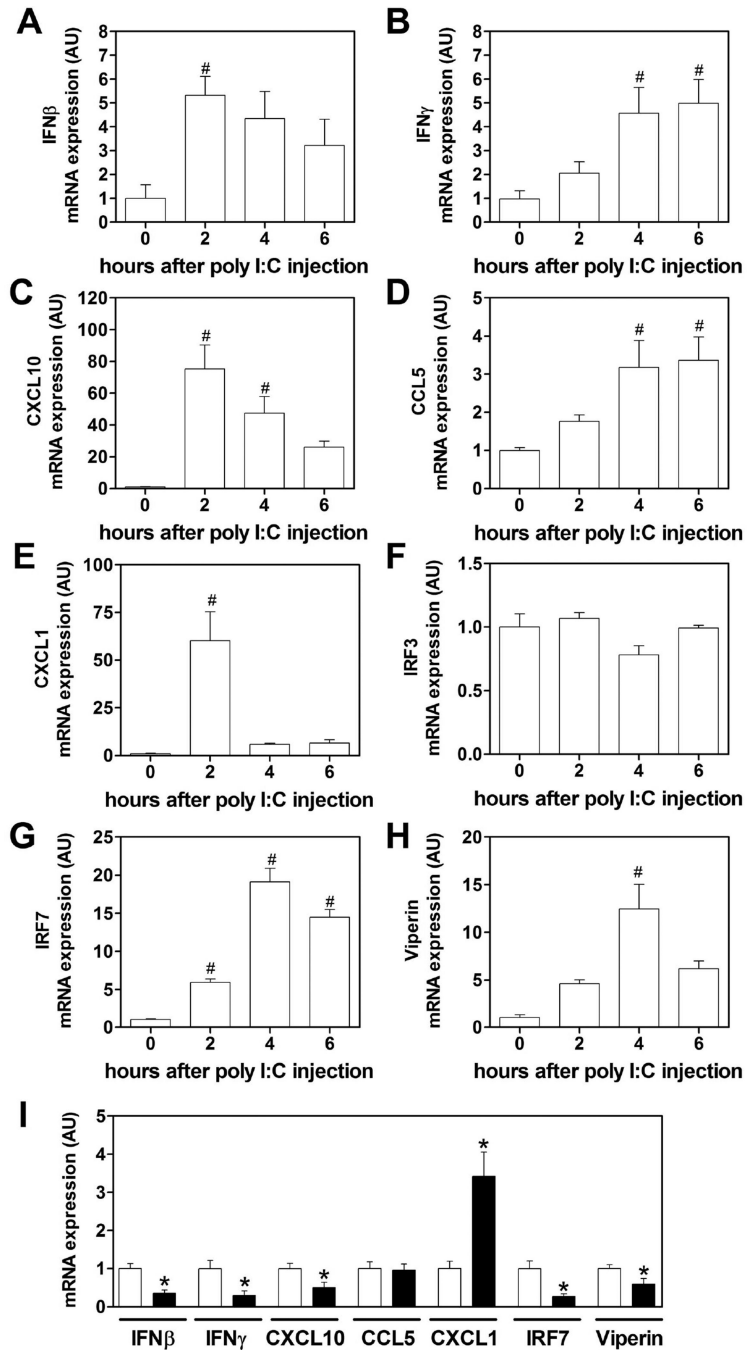 A
IFNβ
mRNA expression (AU)
8
7
6
5
4
3
2
1
0
#
0 2 4 6
hours after poly I:C injection
B
IFNγ
mRNA expression (AU)
8
7
6
5
4
3
2
1
0
# #
0 2 4 6
hours after poly I:C injection
C
CXCL10
mRNA expression (AU)
120
100
80
60
40
20
0
# #
0 2 4 6
hours after poly I:C injection
D
CCL5
mRNA expression (AU)
5
4
3
2
1
0
# #
0 2 4 6
hours after poly I:C injection
E
CXCL1
mRNA expression (AU)
100
75
50
25
0
#
0 2 4 6
hours after poly I:C injection
F
IRF3
mRNA expression (AU)
1.5
1.0
0.5
0.0
0 2 4 6
hours after poly I:C injection
G
IRF7
mRNA expression (AU)
25
20
15
10
5
0
# # #
0 2 4 6
hours after poly I:C injection
H
Viperin
mRNA expression (AU)
20
15
10
5
0
#
0 2 4 6
hours after poly I:C injection
I
mRNA expression (AU)
5
4
3
2
1
0
* * * * * *
IFNβ IFNγ CXCL10 CCL5 CXCL1 IRF7 Viperin